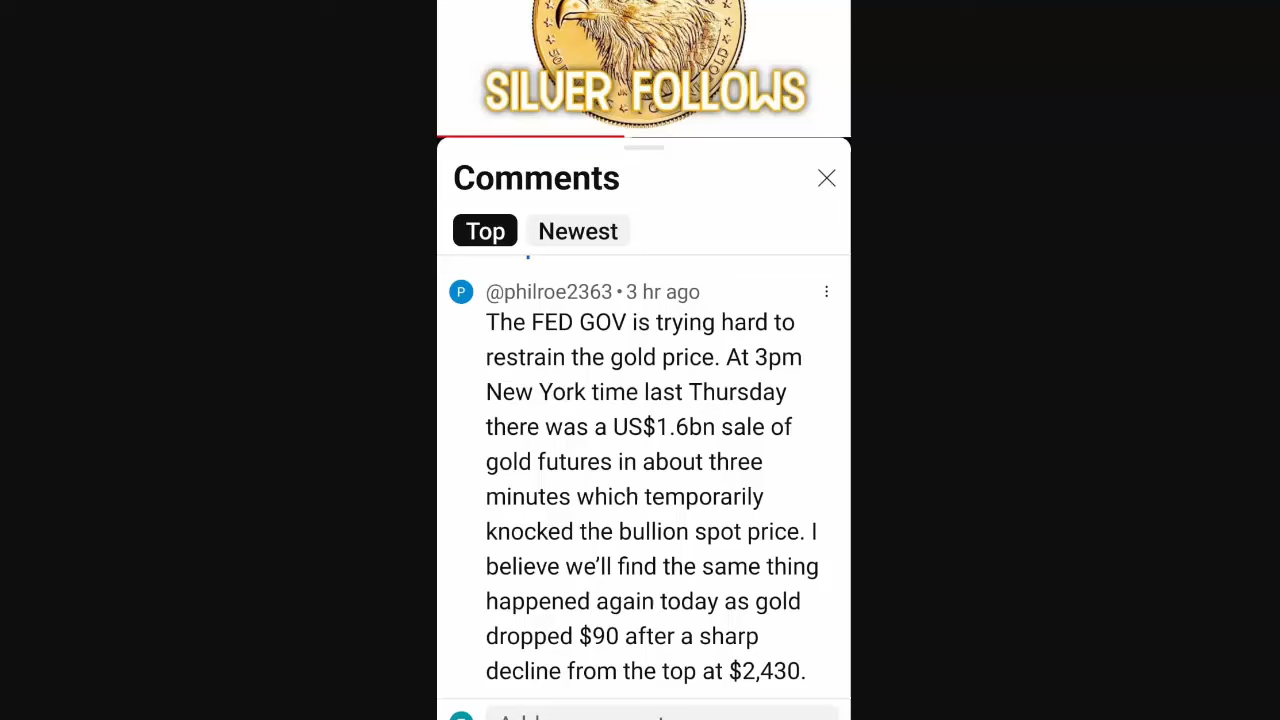 SILVER FOLLOWS
Comments
Top
Newest
P
@philroe2363 • 3 hr ago
The FED GOV is trying hard to
restrain the gold price. At 3pm
New York time last Thursday
there was a US$1.6bn sale of
gold futures in about three
minutes which temporarily
knocked the bullion spot price. I
believe we’ll find the same thing
happened again today as gold
dropped $90 after a sharp
decline from the top at $2,430.